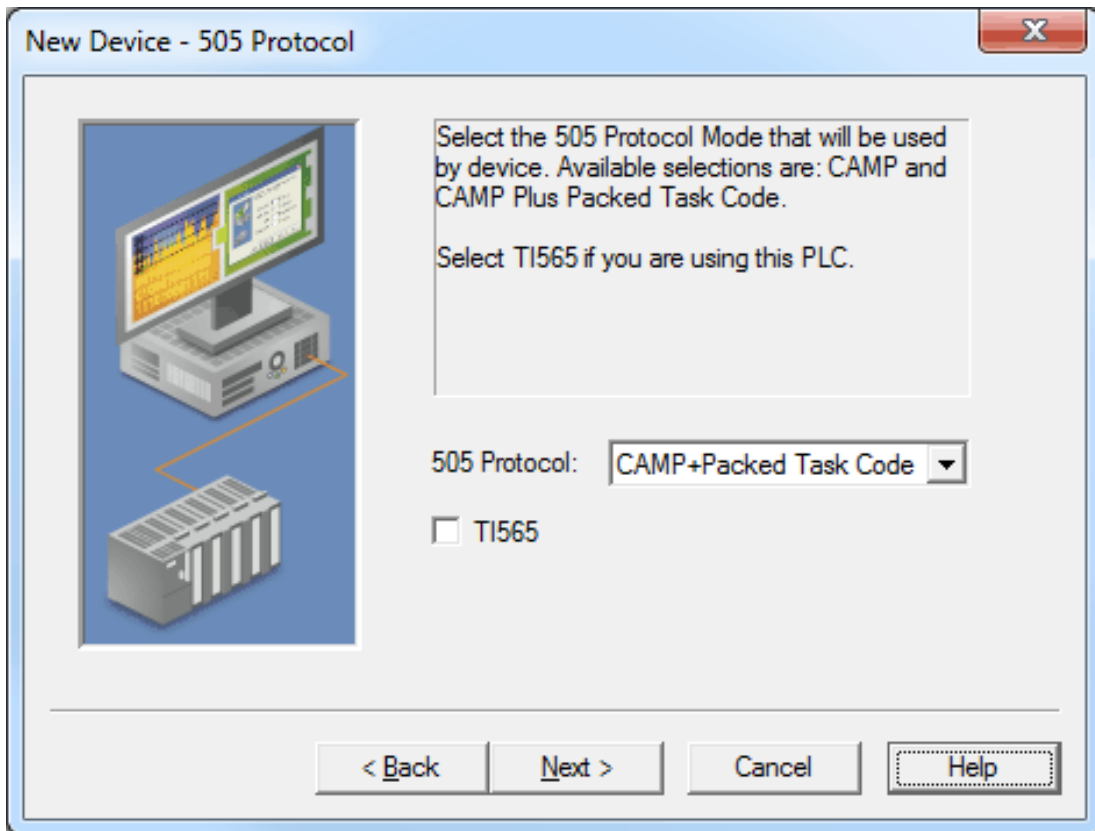 New Device - 505 Protocol
Select the 505 Protocol Mode that will be used
by device. Available selections are: CAMP and
CAMP Plus Packed Task Code.
Select TI565 if you are using this PLC.
505 Protocol: CAMP+Packed Task Code
TI565
< Back Next > Cancel Help